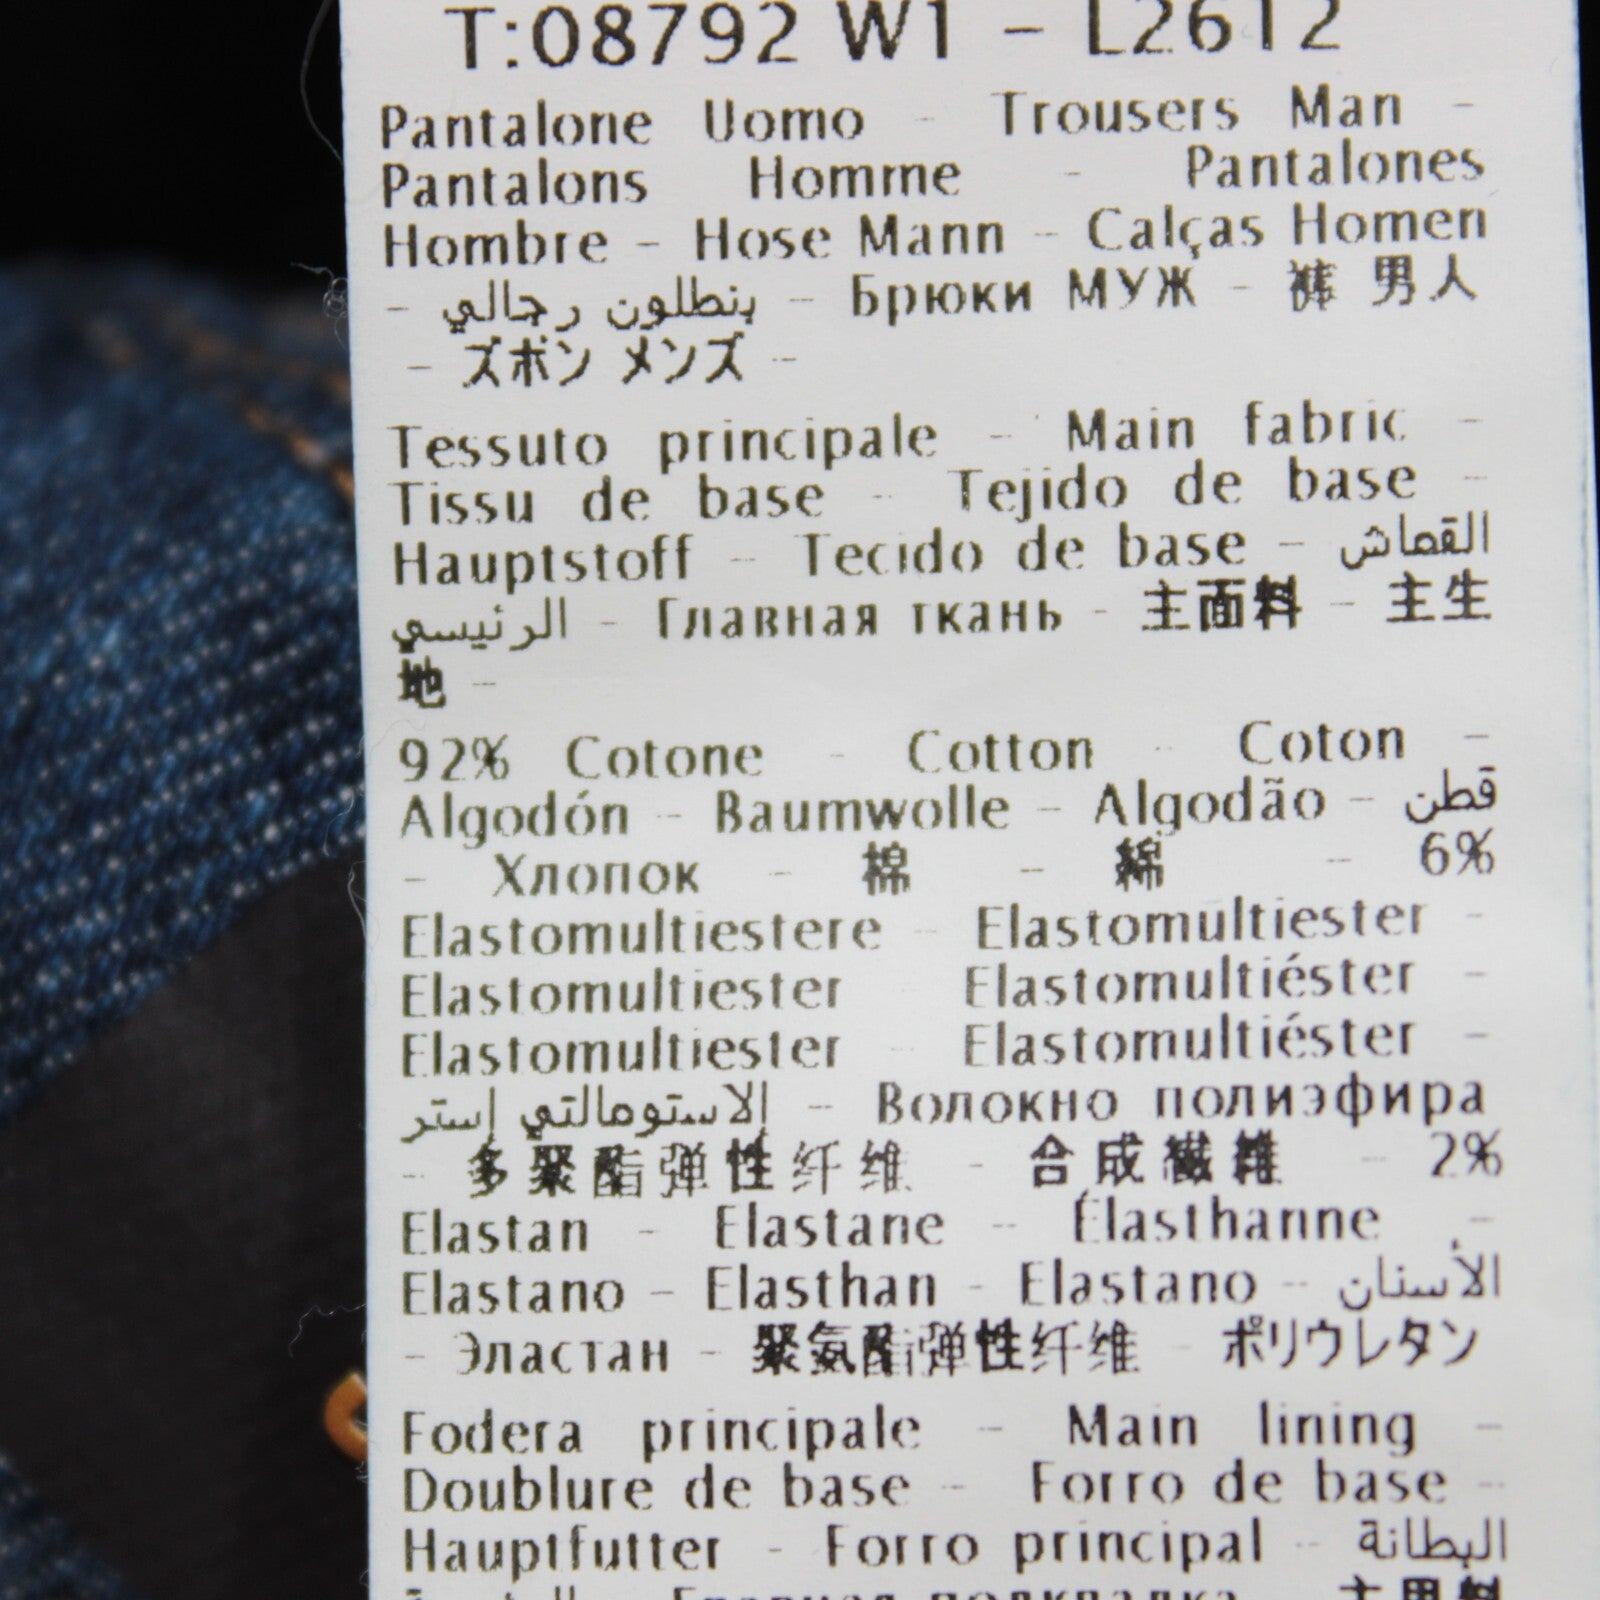 T:08792 W1 - L2612
Pantalone Uomo - Trousers Man -
Pantalons Homme - Pantalones
Hombre - Hose Mann - Calças Homen
- بنطلون رجالي - Брюки МУЖ - 裤 男人
- ズボン メンズ -
Tessuto principale - Main fabric -
Tissu de base - Tejido de base -
Hauptstoff - Tecido de base - القماش
الرئيسي - Главная ткань - 主面料 - 主生
地 -
92% Cotone - Cotton - Coton -
Algodón - Baumwolle - Algodão - قطن
- Хлопок - 棉 - 綿 - 6%
Elastomultiestere - Elastomultiester -
Elastomultiester - Elastomultiéster -
Elastomultiester - Elastomultiéster -
الاستومالتي إستر - Волокно полиэфира
- 多聚酯弹性纤维 - 合成繊維 - 2%
Elastan - Elastane - Élasthanne -
Elastano - Elasthan - Elastano - الأسنان
- Эластан - 聚氨酯弹性纤维 - ポリウレタン
Fodera principale - Main lining -
Doublure de base - Forro de base -
Hauptfutter - Forro principal - البطانة
- Главная подкладка -